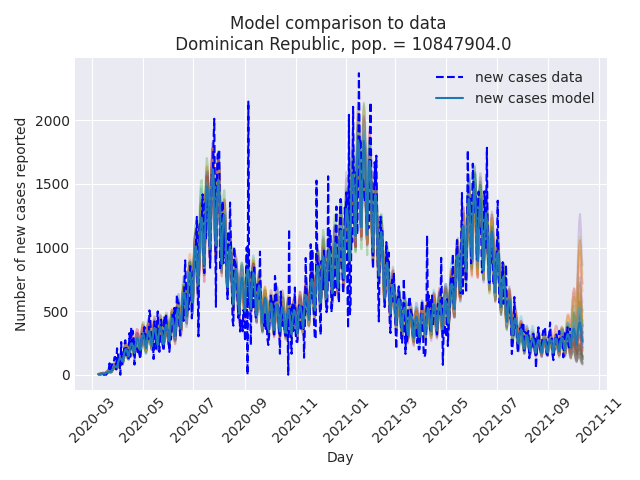 Model comparison to data
Dominican Republic, pop. = 10847904.0
new cases data
new cases model
Number of new cases reported
2000
1500
1000
500
0
2020-03
2020-05
2020-07
2020-09
2020-11
2021-01
2021-03
2021-05
2021-07
2021-09
2021-11
Day